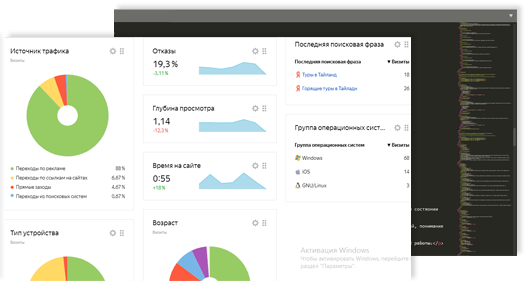 Источник трафика
Визиты
Переходы по рекламе 88%
Переходы по ссылкам на сайтах 6,67%
Прямые заходы 4,67%
Переходы из поисковых систем 0,67%
Тип устройства
Визиты
Отказы
19,3 %
-3,11%
Глубина просмотра
1,14
-12,3%
Время на сайте
0:55
+18%
Возраст
Визиты
Последняя поисковая фраза
Последняя поисковая фраза ▼ Визиты
Туры в Тайланд 18
Горящие туры в Тайланд 26
Группа операционных сист...
Группа операционных систем ▼ Визиты
Windows 68
iOS 14
GNU/Linux 3
Активация Windows
Чтобы активировать Windows, перейдите
раздел "Параметры".
состояние
понимание
работы:</p